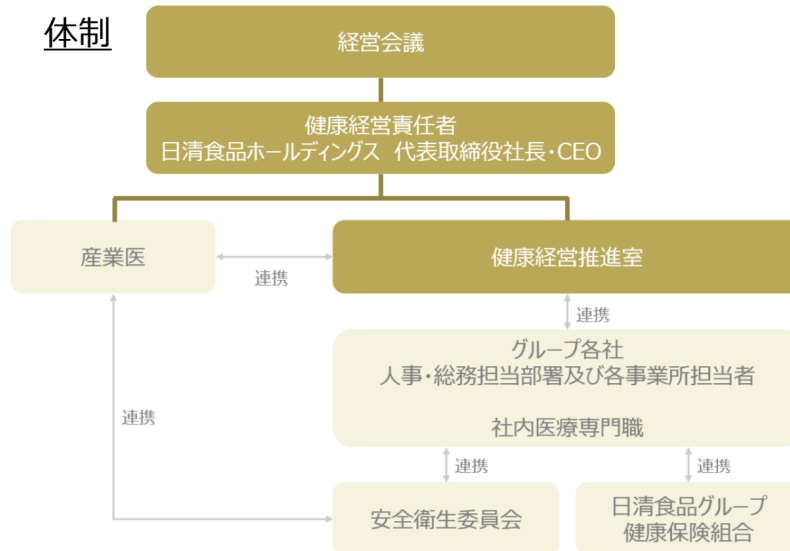 体制
経営会議
健康経営責任者
日清食品ホールディングス 代表取締役社長・CEO
産業医
連携
健康経営推進室
連携
グループ各社
人事・総務担当部署及び各事業所担当者
社内医療専門職
連携
連携
連携
安全衛生委員会
日清食品グループ
健康保険組合